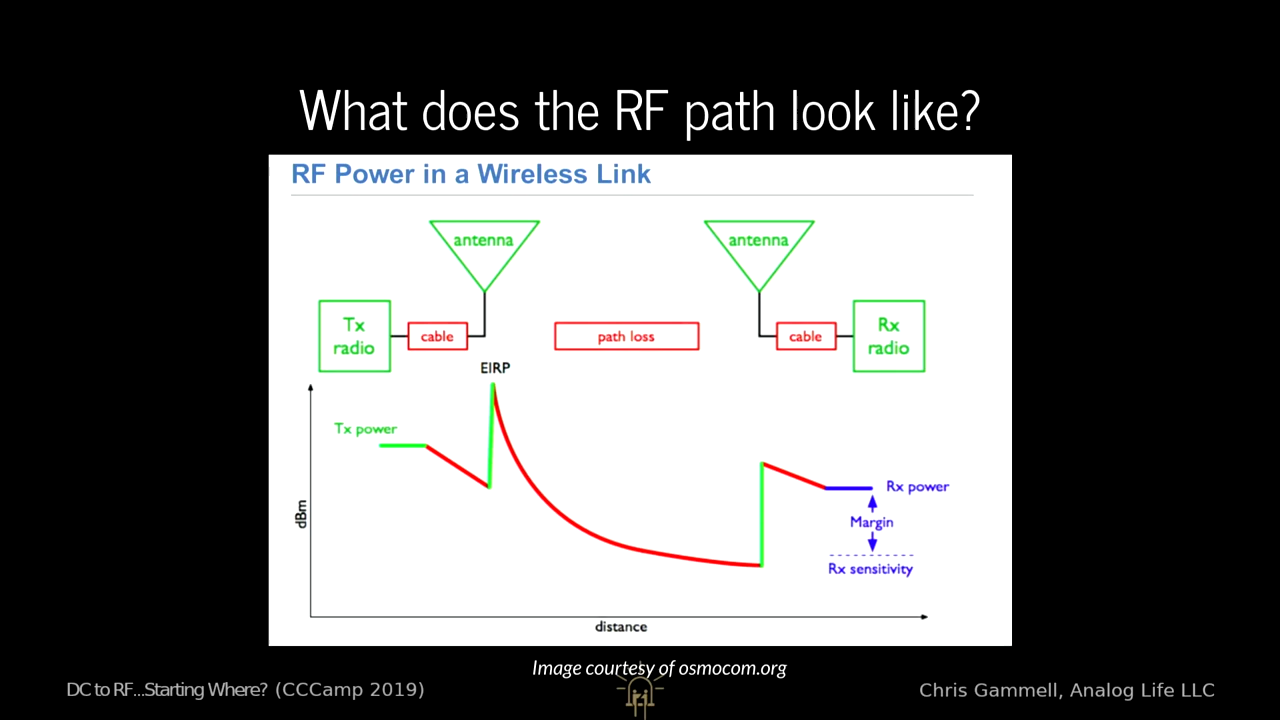 What does the RF path look like?
RF Power in a Wireless Link
antenna
antenna
Tx
radio
cable
path loss
cable
Rx
radio
EIRP
Tx power
Rx power
Margin
Rx sensitivity
dBm
distance
Image courtesy of osmocom.org
DC to RF...Starting Where? (CCCamp 2019)
Chris Gammell, Analog Life LLC